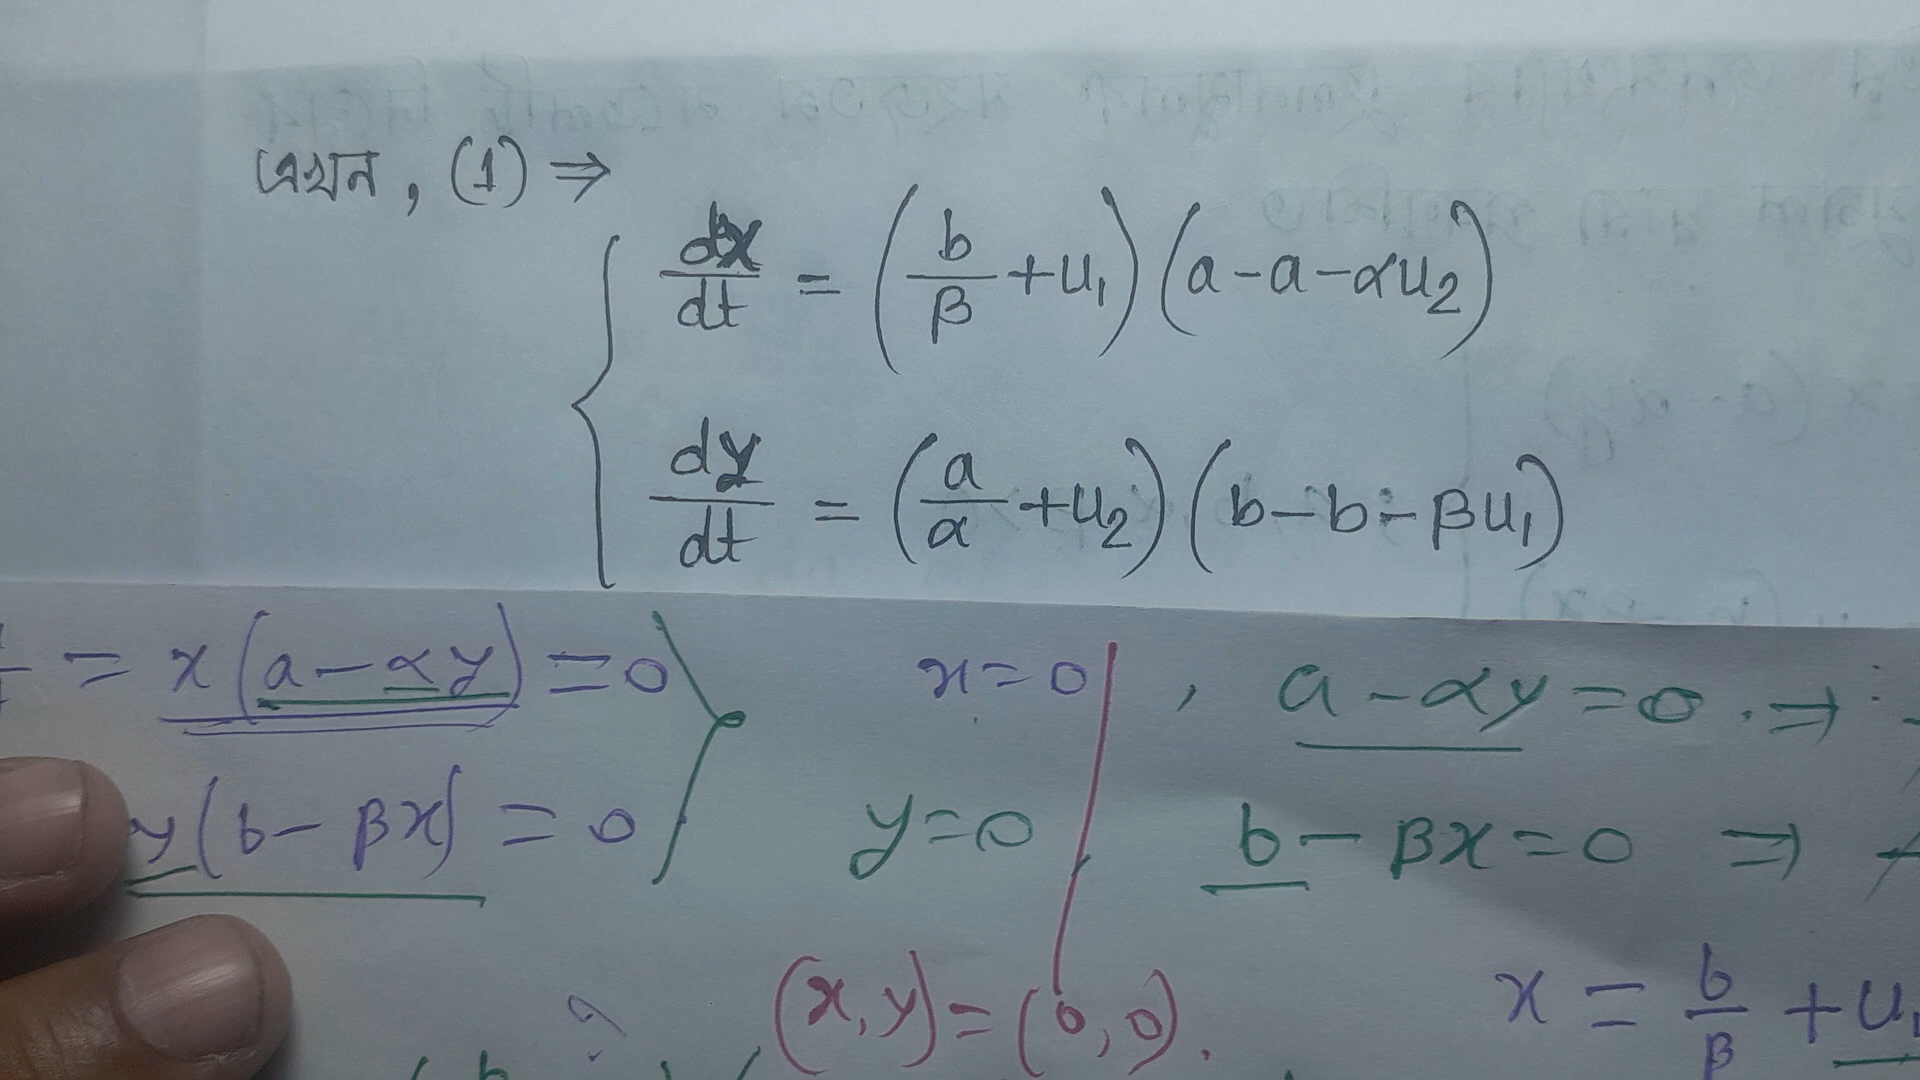 এখন, (1) ⇒
dx/dt = (b/β + u₁)(a - a - αu₂)
dy/dt = (a/α + u₂)(b - b - βu₁)
= x(a - αy) = 0   x = 0 , a - αy = 0 . ⇒
y(b - βx) = 0   y = 0   b - βx = 0 ⇒
(x, y) = (0, 0).   x = b/β + u₁